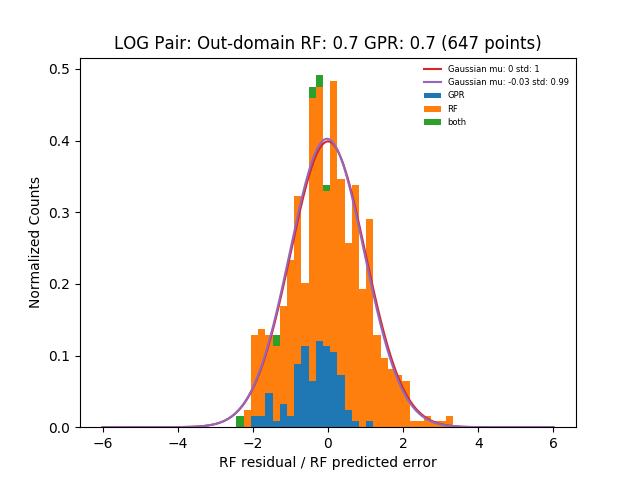 LOG Pair: Out-domain RF: 0.7 GPR: 0.7 (647 points)
Gaussian mu: 0 std: 1
Gaussian mu: -0.03 std: 0.99
GPR
RF
both
Normalized Counts
0.5
0.4
0.3
0.2
0.1
0.0
−6 −4 −2 0 2 4 6
RF residual / RF predicted error